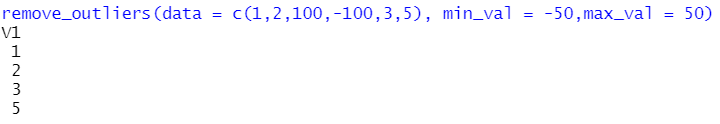 remove_outliers(data = c(1,2,100,-100,3,5), min_val = -50,max_val = 50)
V1
1
2
3
5